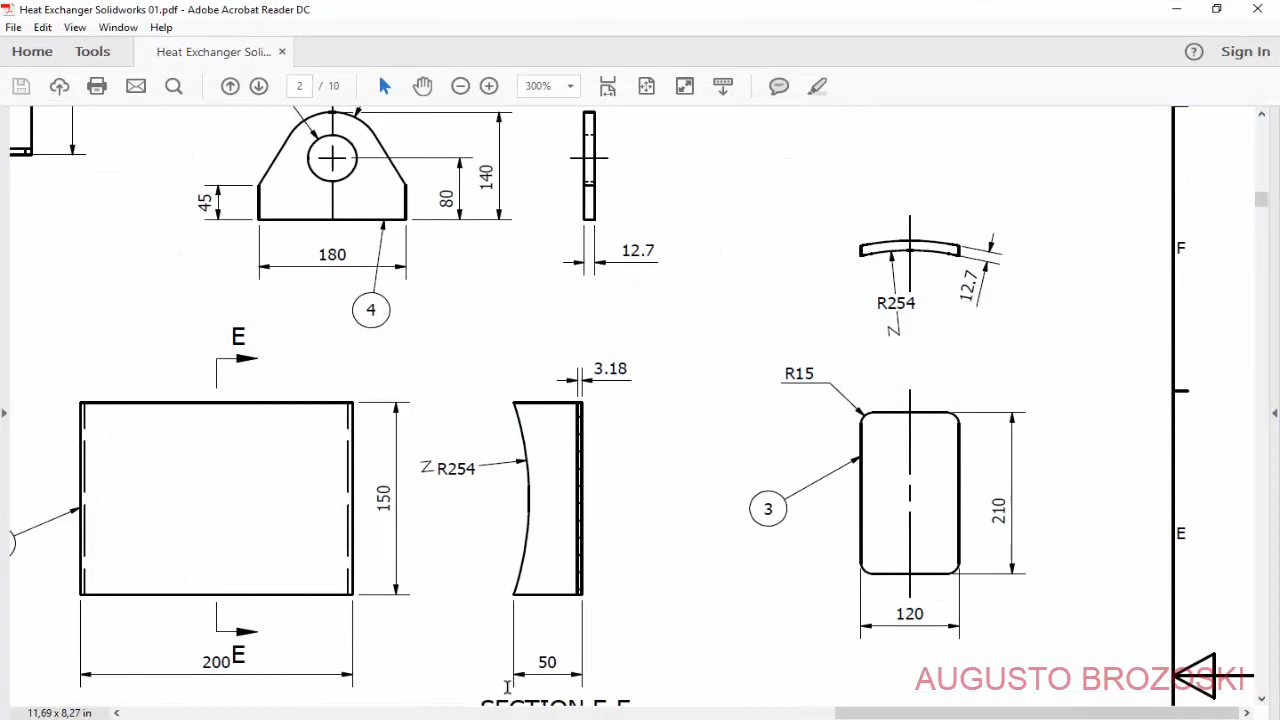 Heat Exchanger Solidworks 01.pdf - Adobe Acrobat Reader DC
File Edit View Window Help
Home Tools Heat Exchanger Soli... × ? Sign In
2 / 10 300%
45 80 140
180 12.7
4
F
R254 12.7
E
3.18
R15
R254
150
3
210
E
120
E
200 50
AUGUSTO BROZOSKI
SECTION E-E
11,69 x 8,27 in